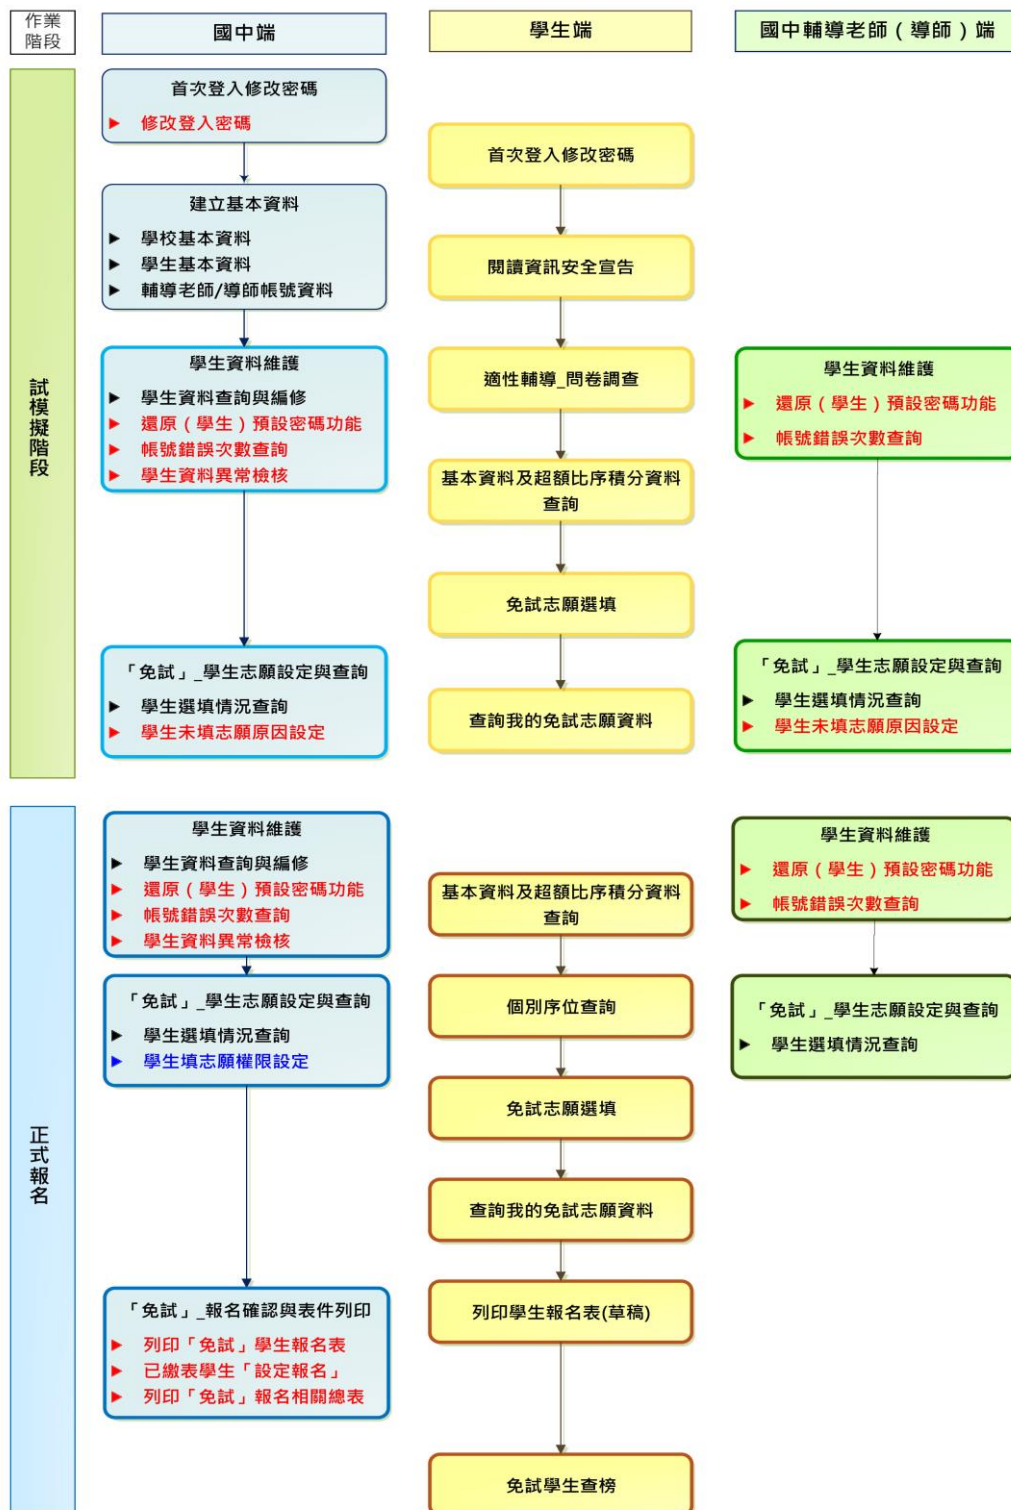 作業
階段
國中端
學生端
國中輔導老師（導師）端
試模擬階段
首次登入修改密碼
► 修改登入密碼
建立基本資料
► 學校基本資料
► 學生基本資料
► 輔導老師/導師帳號資料
學生資料維護
► 學生資料查詢與編修
► 還原（學生）預設密碼功能
► 帳號錯誤次數查詢
► 學生資料異常檢核
「免試」_學生志願設定與查詢
► 學生選填情況查詢
► 學生未填志願原因設定
首次登入修改密碼
閱讀資訊安全宣告
適性輔導_問卷調查
基本資料及超額比序積分資料
查詢
免試志願選填
查詢我的免試志願資料
學生資料維護
► 還原（學生）預設密碼功能
► 帳號錯誤次數查詢
「免試」_學生志願設定與查詢
► 學生選填情況查詢
► 學生未填志願原因設定
正式報名
學生資料維護
► 學生資料查詢與編修
► 還原（學生）預設密碼功能
► 帳號錯誤次數查詢
► 學生資料異常檢核
「免試」_學生志願設定與查詢
► 學生選填情況查詢
► 學生填志願權限設定
「免試」_報名確認與表件列印
► 列印「免試」學生報名表
► 已繳表學生「設定報名」
► 列印「免試」報名相關總表
基本資料及超額比序積分資料
查詢
個別序位查詢
免試志願選填
查詢我的免試志願資料
列印學生報名表(草稿)
免試學生查榜
學生資料維護
► 還原（學生）預設密碼功能
► 帳號錯誤次數查詢
「免試」_學生志願設定與查詢
► 學生選填情況查詢